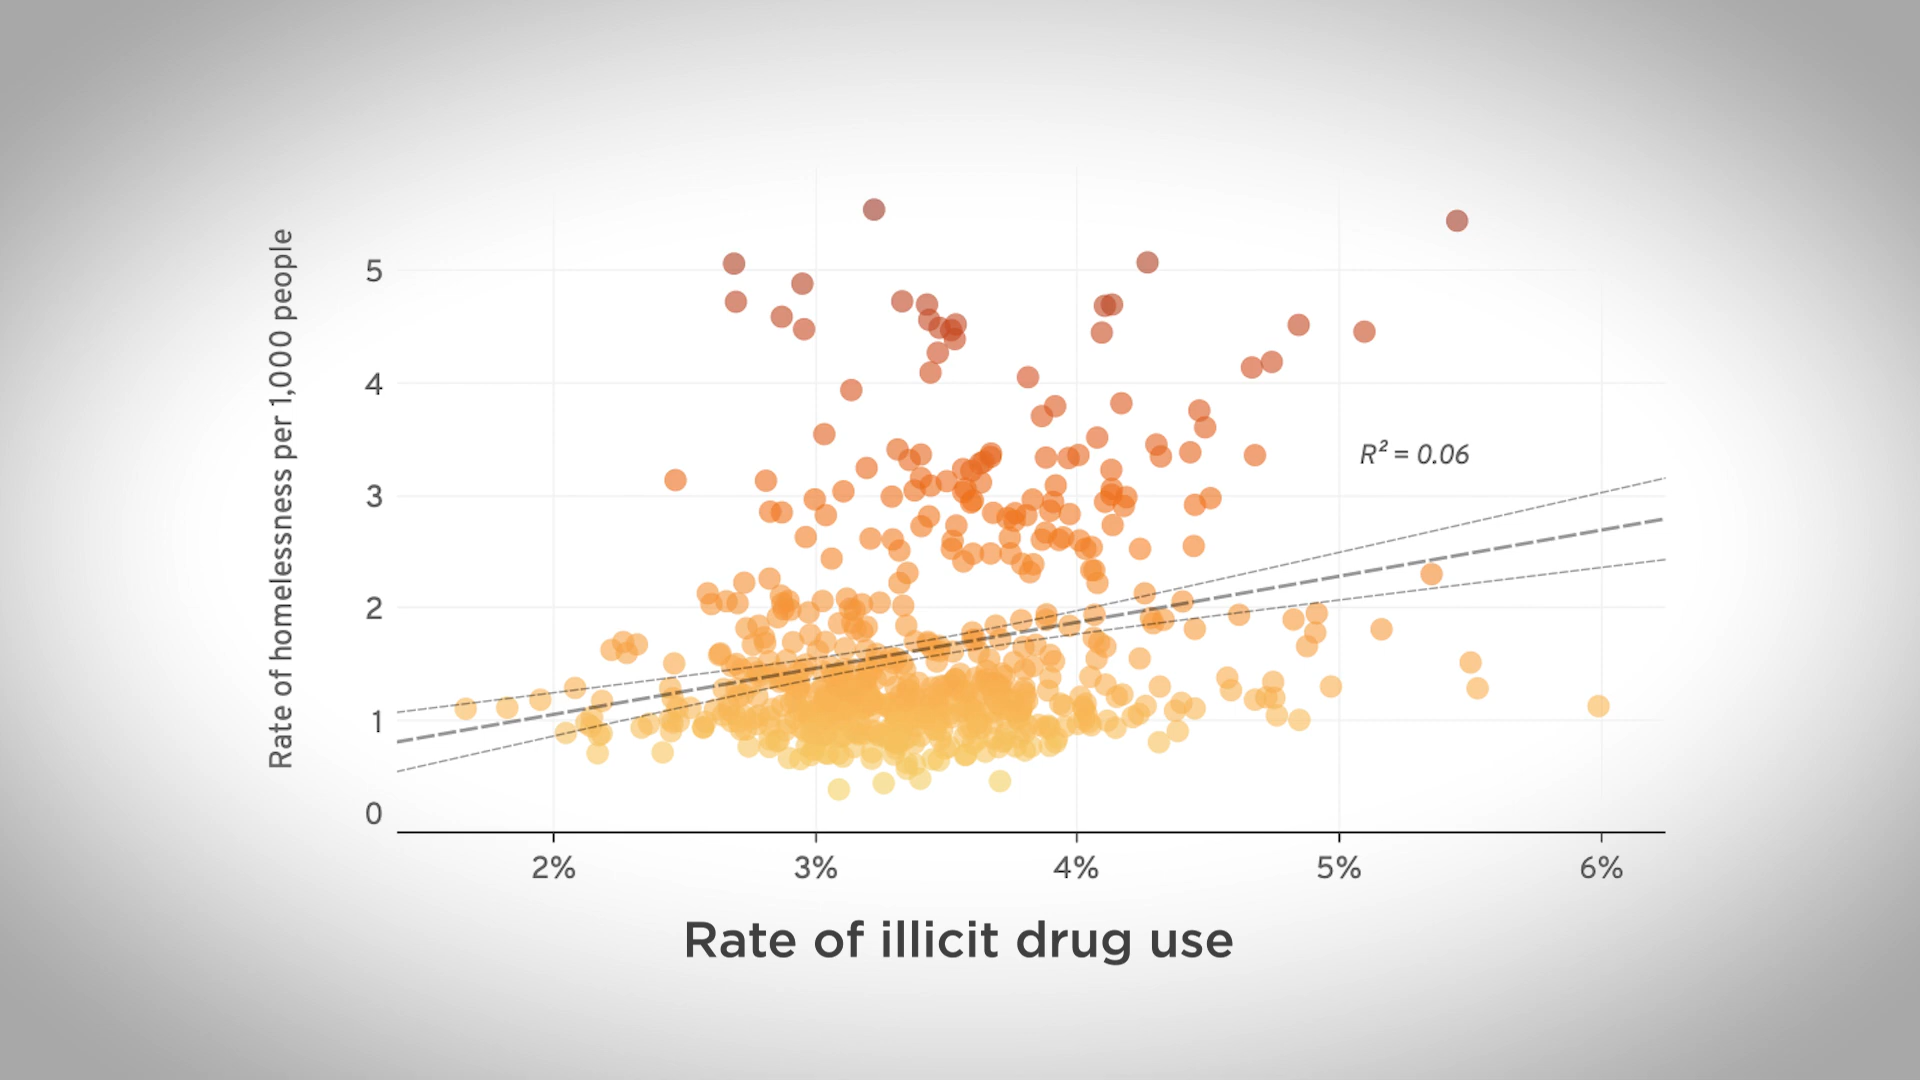 Rate of homelessness per 1,000 people
5
4
3
2
1
0
R² = 0.06
2% 3% 4% 5% 6%
Rate of illicit drug use